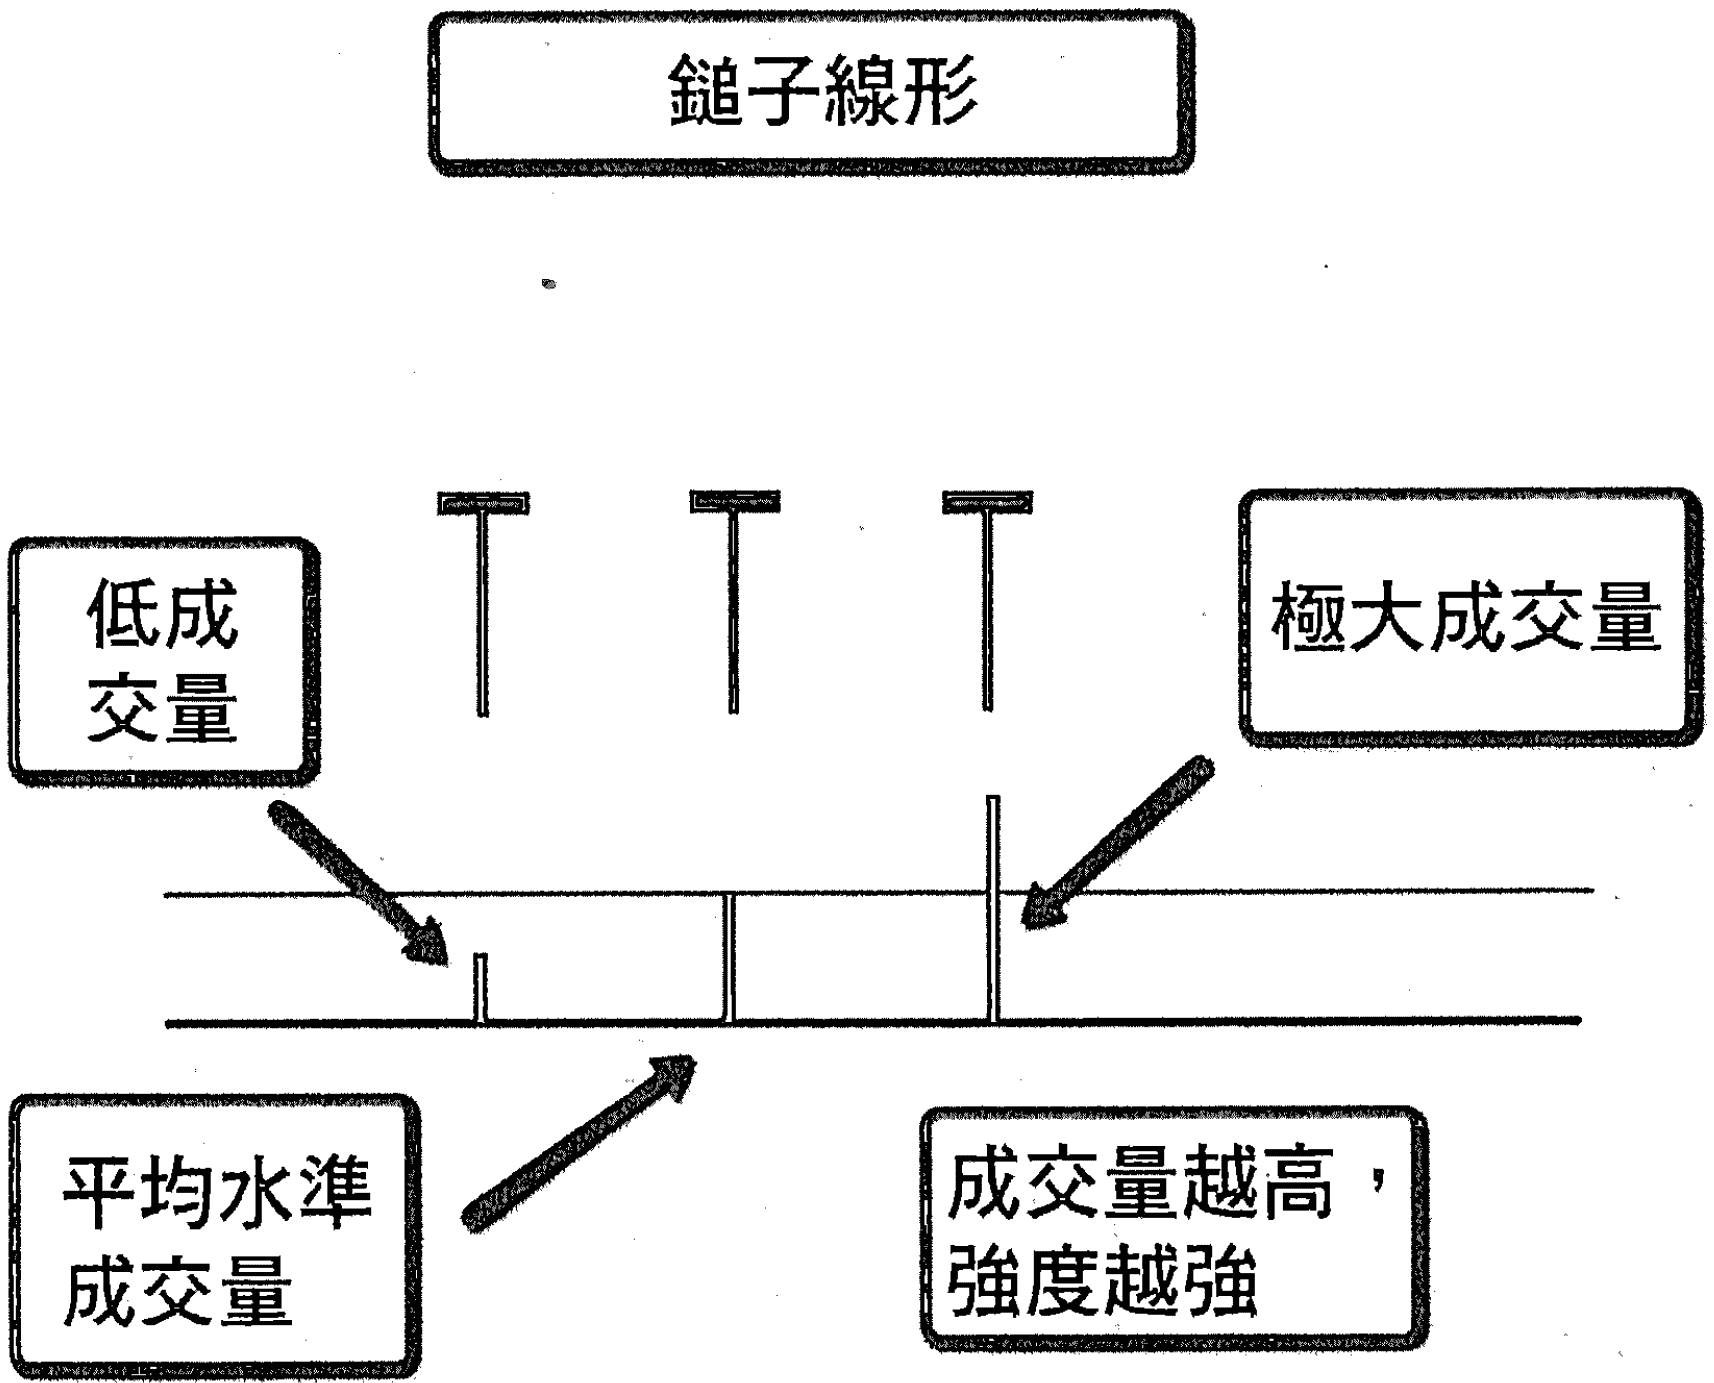 鎚子線形
低成
交量
極大成交量
平均水準
成交量
成交量越高，
強度越強